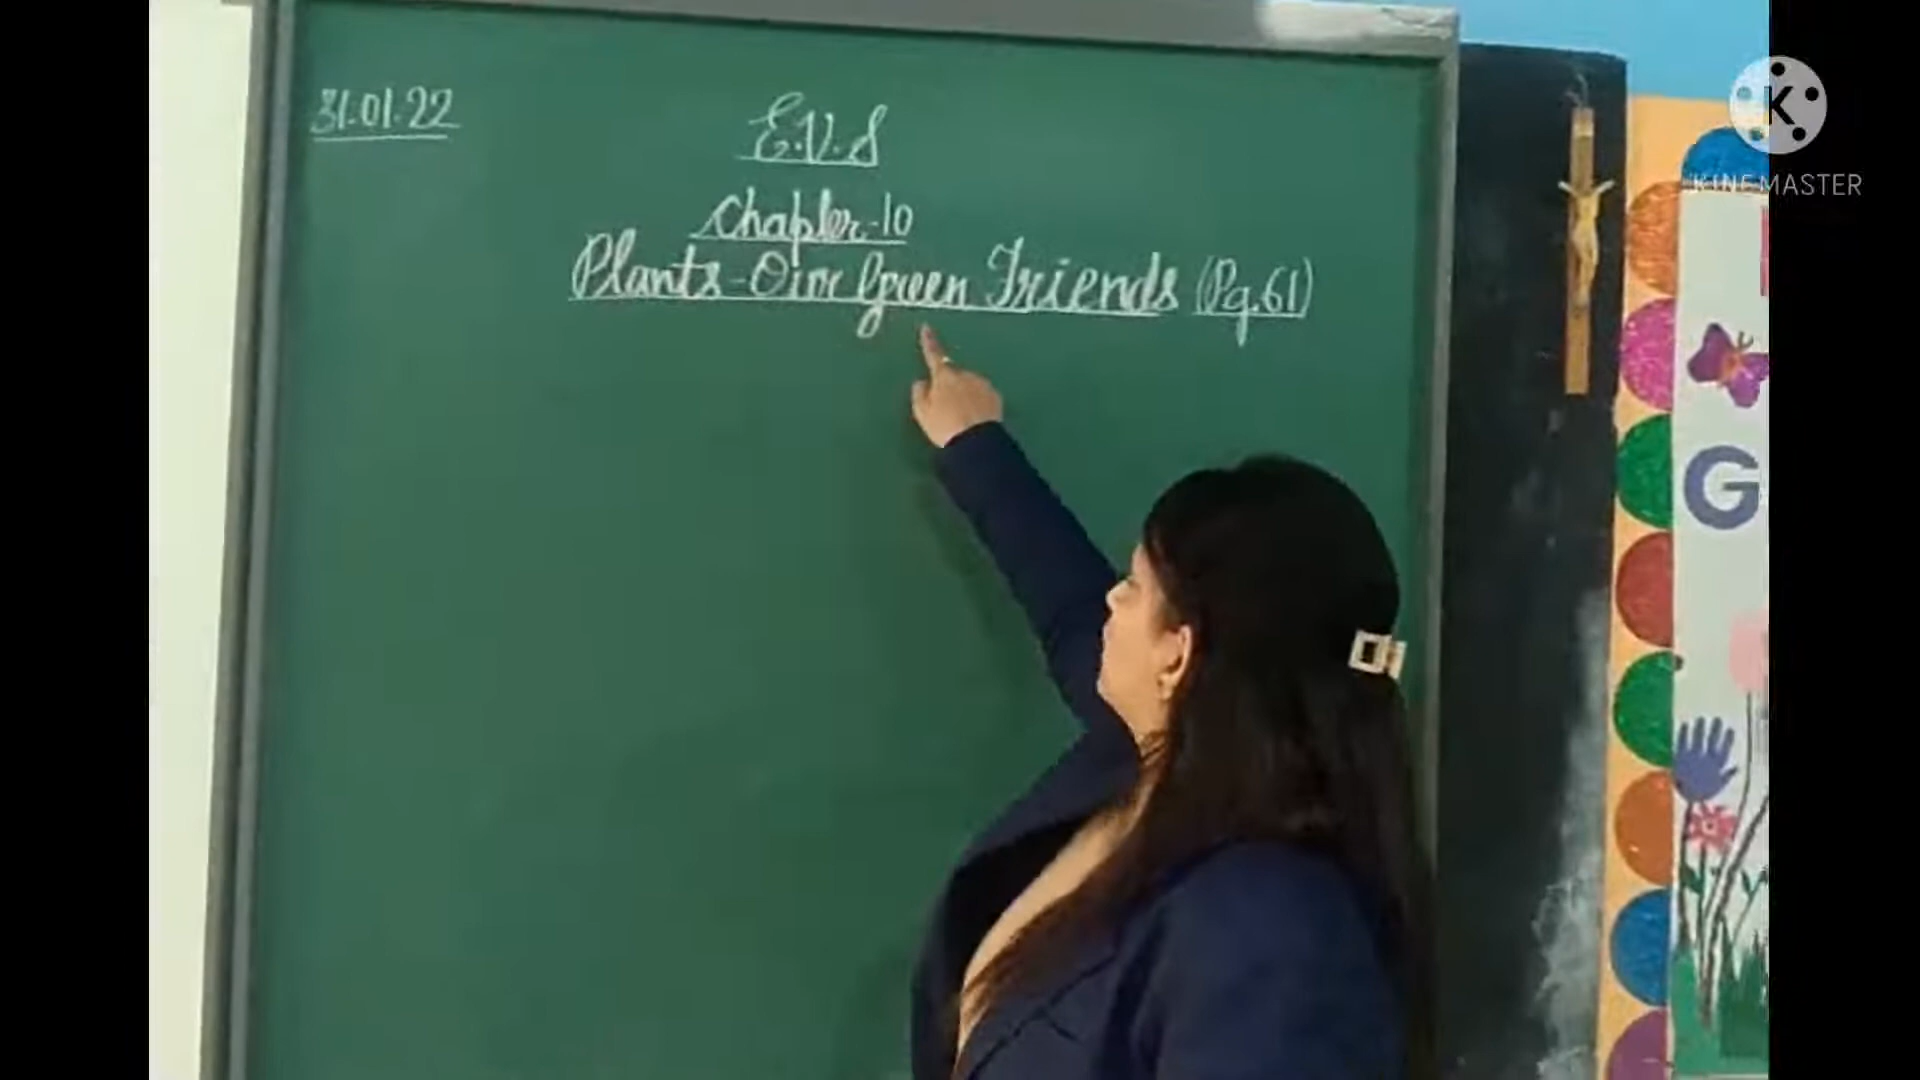 31.01.22
E.V.S
Chapter-10
Plants-Our Green Friends (Pg.61)
G
K
KINEMASTER